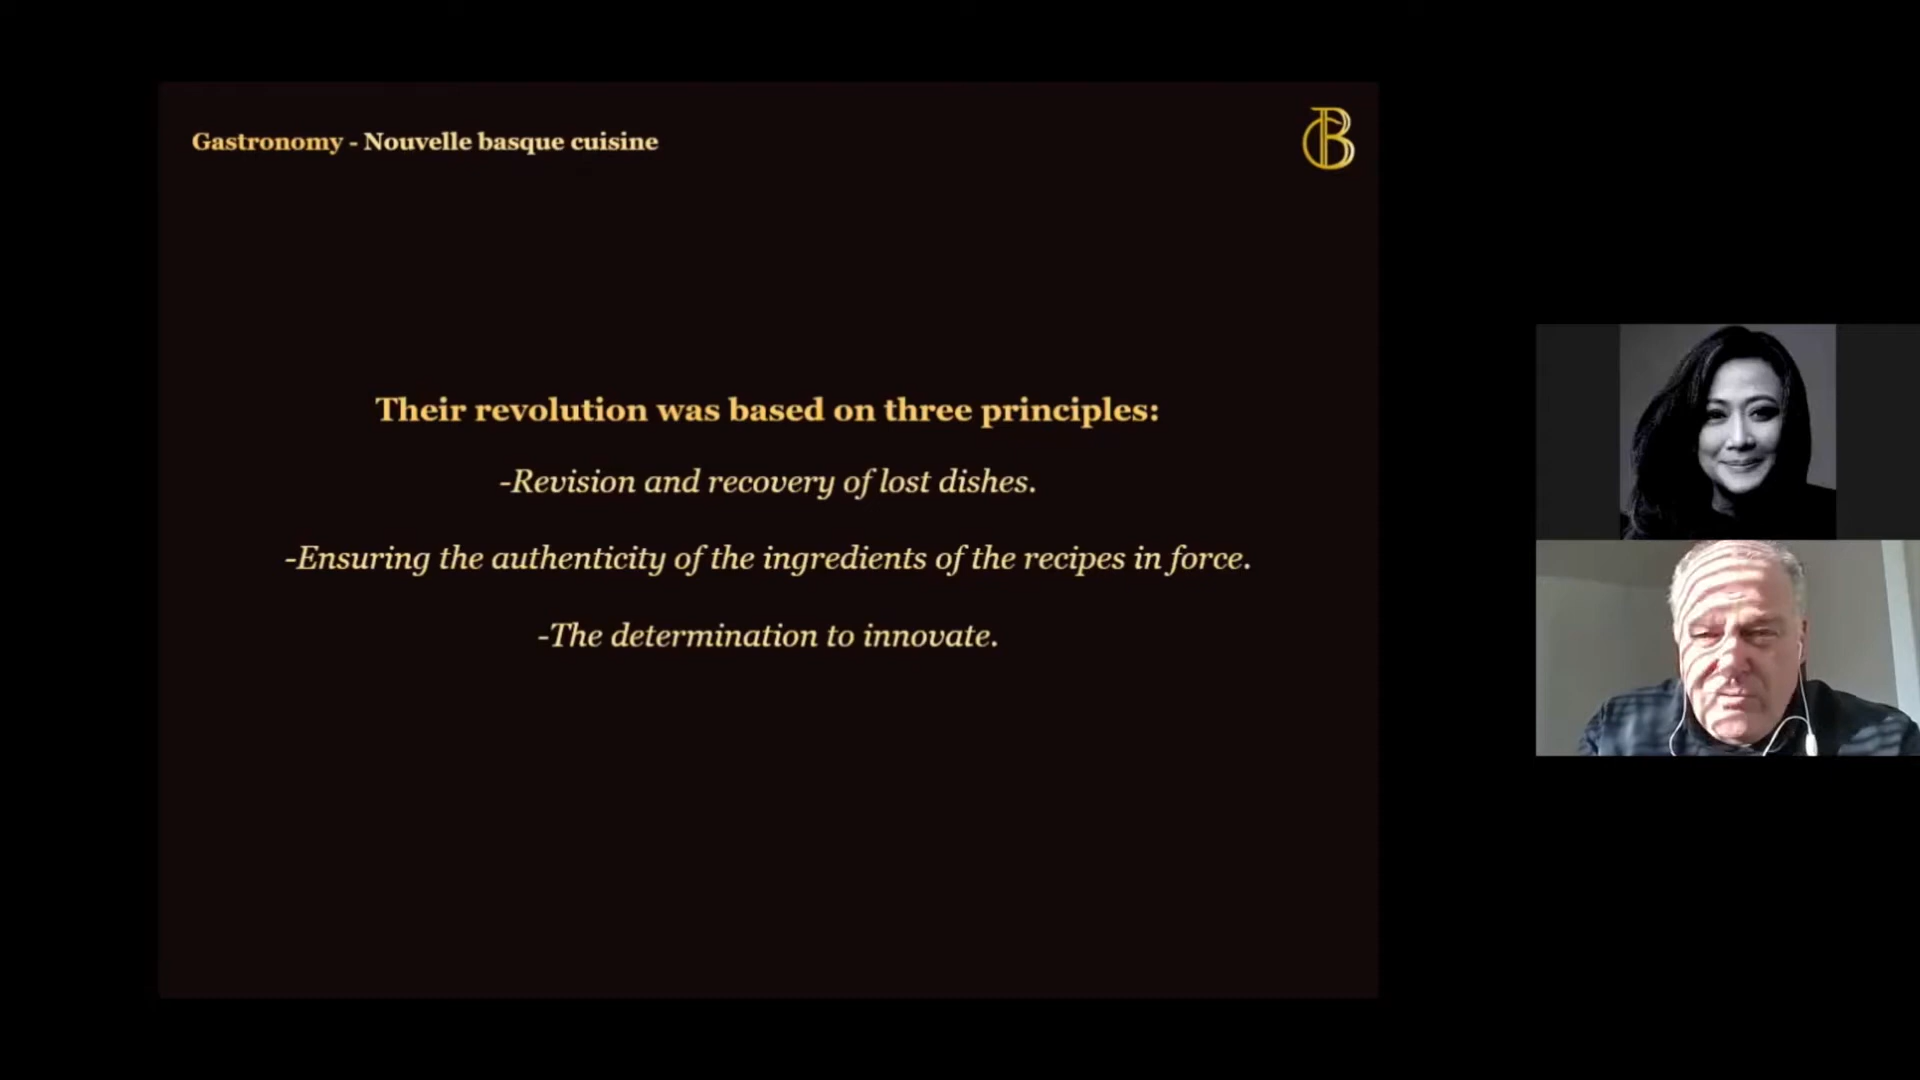 Gastronomy - Nouvelle basque cuisine
Their revolution was based on three principles:
-Revision and recovery of lost dishes.
-Ensuring the authenticity of the ingredients of the recipes in force.
-The determination to innovate.